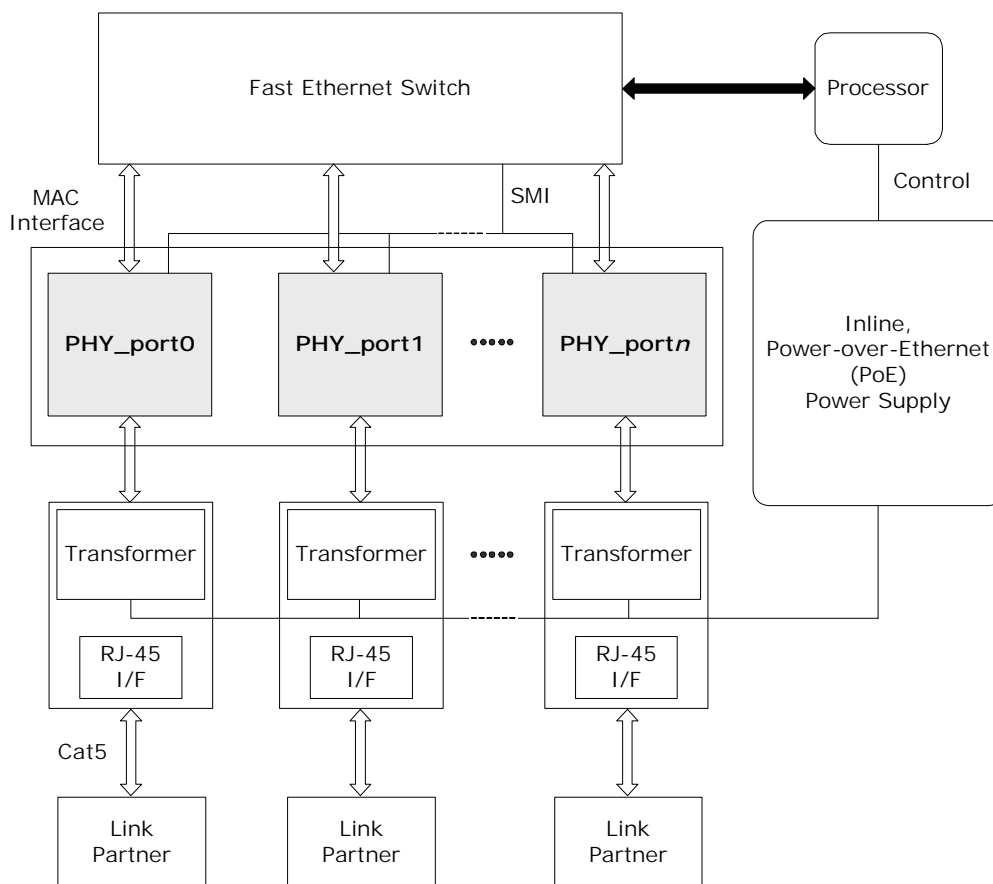 Fast Ethernet Switch
Processor
MAC
Interface
SMI
Control
PHY_port0
PHY_port1
PHY_portn
Inline,
Power-over-Ethernet
(PoE)
Power Supply
Transformer
Transformer
Transformer
RJ-45
I/F
RJ-45
I/F
RJ-45
I/F
Cat5
Link
Partner
Link
Partner
Link
Partner